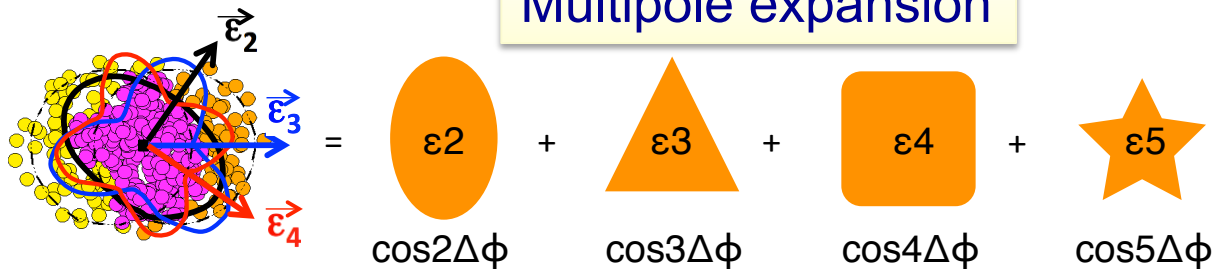 Multipole expansion
ε2
ε3
ε4
= ε2 + ε3 + ε4 + ε5
cos2Δϕ cos3Δϕ cos4Δϕ cos5Δϕ